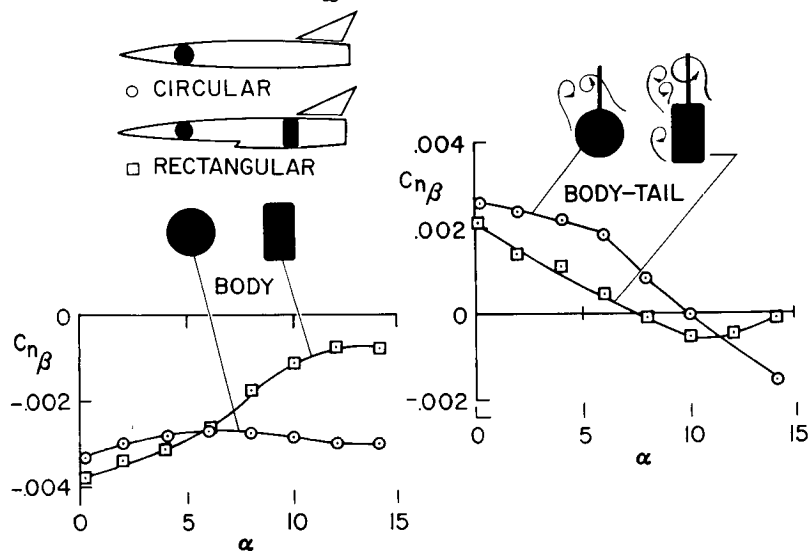 α
○ CIRCULAR
□ RECTANGULAR
BODY
0
Cnβ
-.002
-.004
0
5
10
15
α
.004
Cnβ
BODY-TAIL
.002
0
-.002
0
5
10
15
α